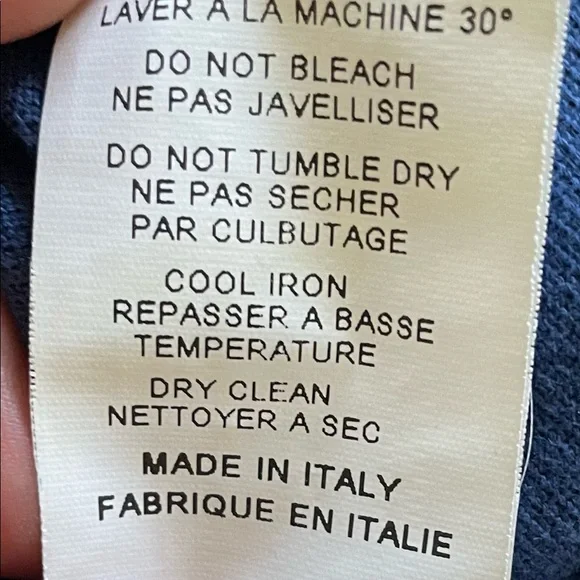 LAVER A LA MACHINE 30°
DO NOT BLEACH
NE PAS JAVELLISER
DO NOT TUMBLE DRY
NE PAS SECHER
PAR CULBUTAGE
COOL IRON
REPASSER A BASSE
TEMPERATURE
DRY CLEAN
NETTOYER A SEC
MADE IN ITALY
FABRIQUE EN ITALIE